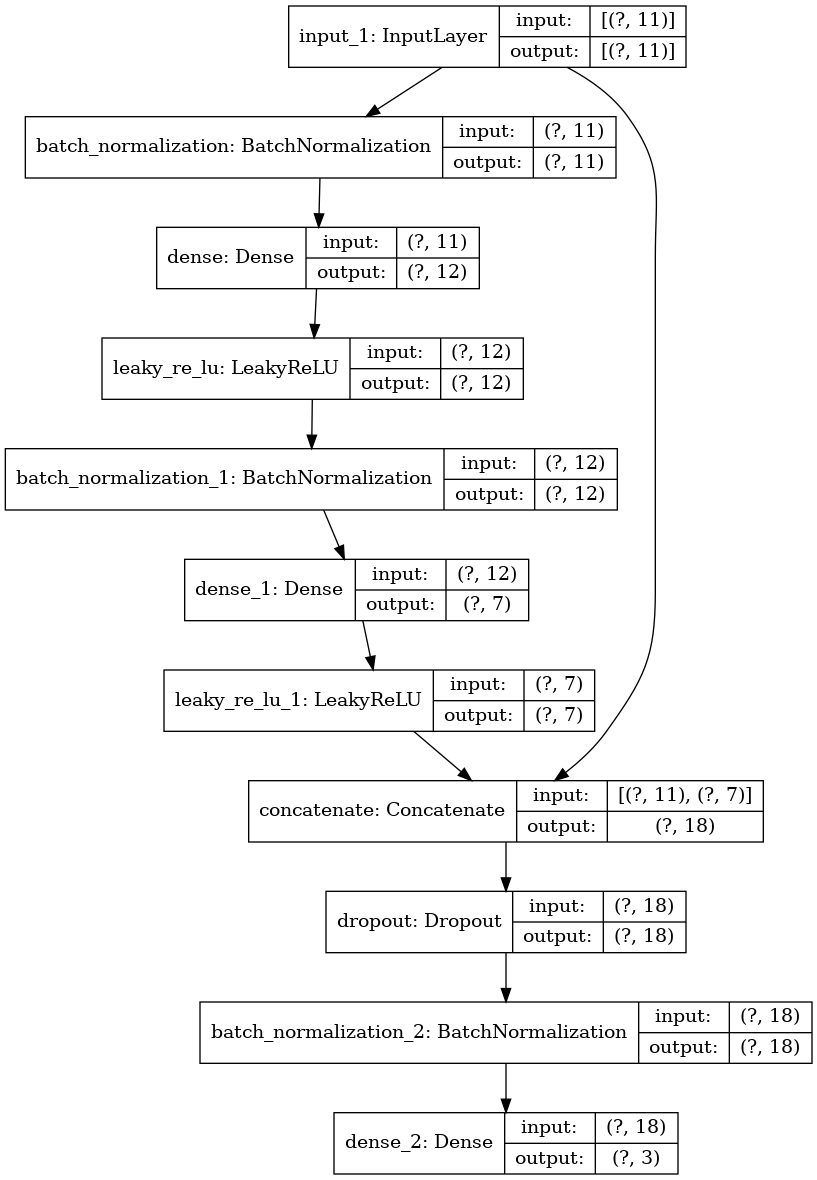 input_1: InputLayer
input: [(?, 11)]
output: [(?, 11)]
batch_normalization: BatchNormalization
input: (?, 11)
output: (?, 11)
dense: Dense
input: (?, 11)
output: (?, 12)
leaky_re_lu: LeakyReLU
input: (?, 12)
output: (?, 12)
batch_normalization_1: BatchNormalization
input: (?, 12)
output: (?, 12)
dense_1: Dense
input: (?, 12)
output: (?, 7)
leaky_re_lu_1: LeakyReLU
input: (?, 7)
output: (?, 7)
concatenate: Concatenate
input: [(?, 11), (?, 7)]
output: (?, 18)
dropout: Dropout
input: (?, 18)
output: (?, 18)
batch_normalization_2: BatchNormalization
input: (?, 18)
output: (?, 18)
dense_2: Dense
input: (?, 18)
output: (?, 3)